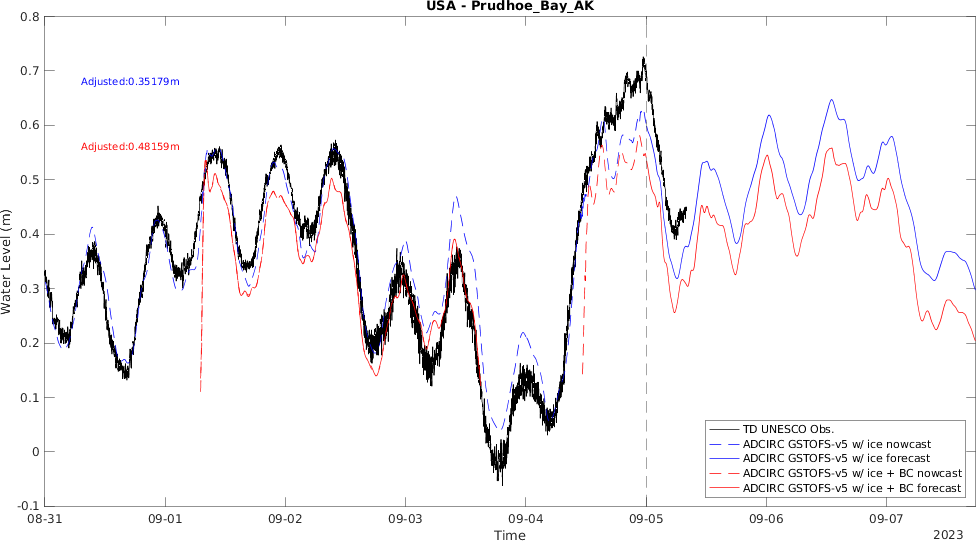 USA - Prudhoe_Bay_AK
0.8
0.7
Adjusted:0.35179m
0.6
Adjusted:0.48159m
0.5
0.4
Water Level (m)
0.3
0.2
0.1
0
-0.1
TD UNESCO Obs.
ADCIRC GSTOFS-v5 w/ ice nowcast
ADCIRC GSTOFS-v5 w/ ice forecast
ADCIRC GSTOFS-v5 w/ ice + BC nowcast
ADCIRC GSTOFS-v5 w/ ice + BC forecast
08-31 09-01 09-02 09-03 09-04 09-05 09-06 09-07
Time
2023